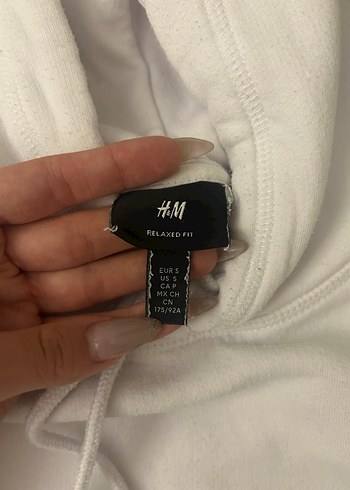 H&M
RELAXED FIT
EUR S
US S
CA P
MX CH
CN
175/92A